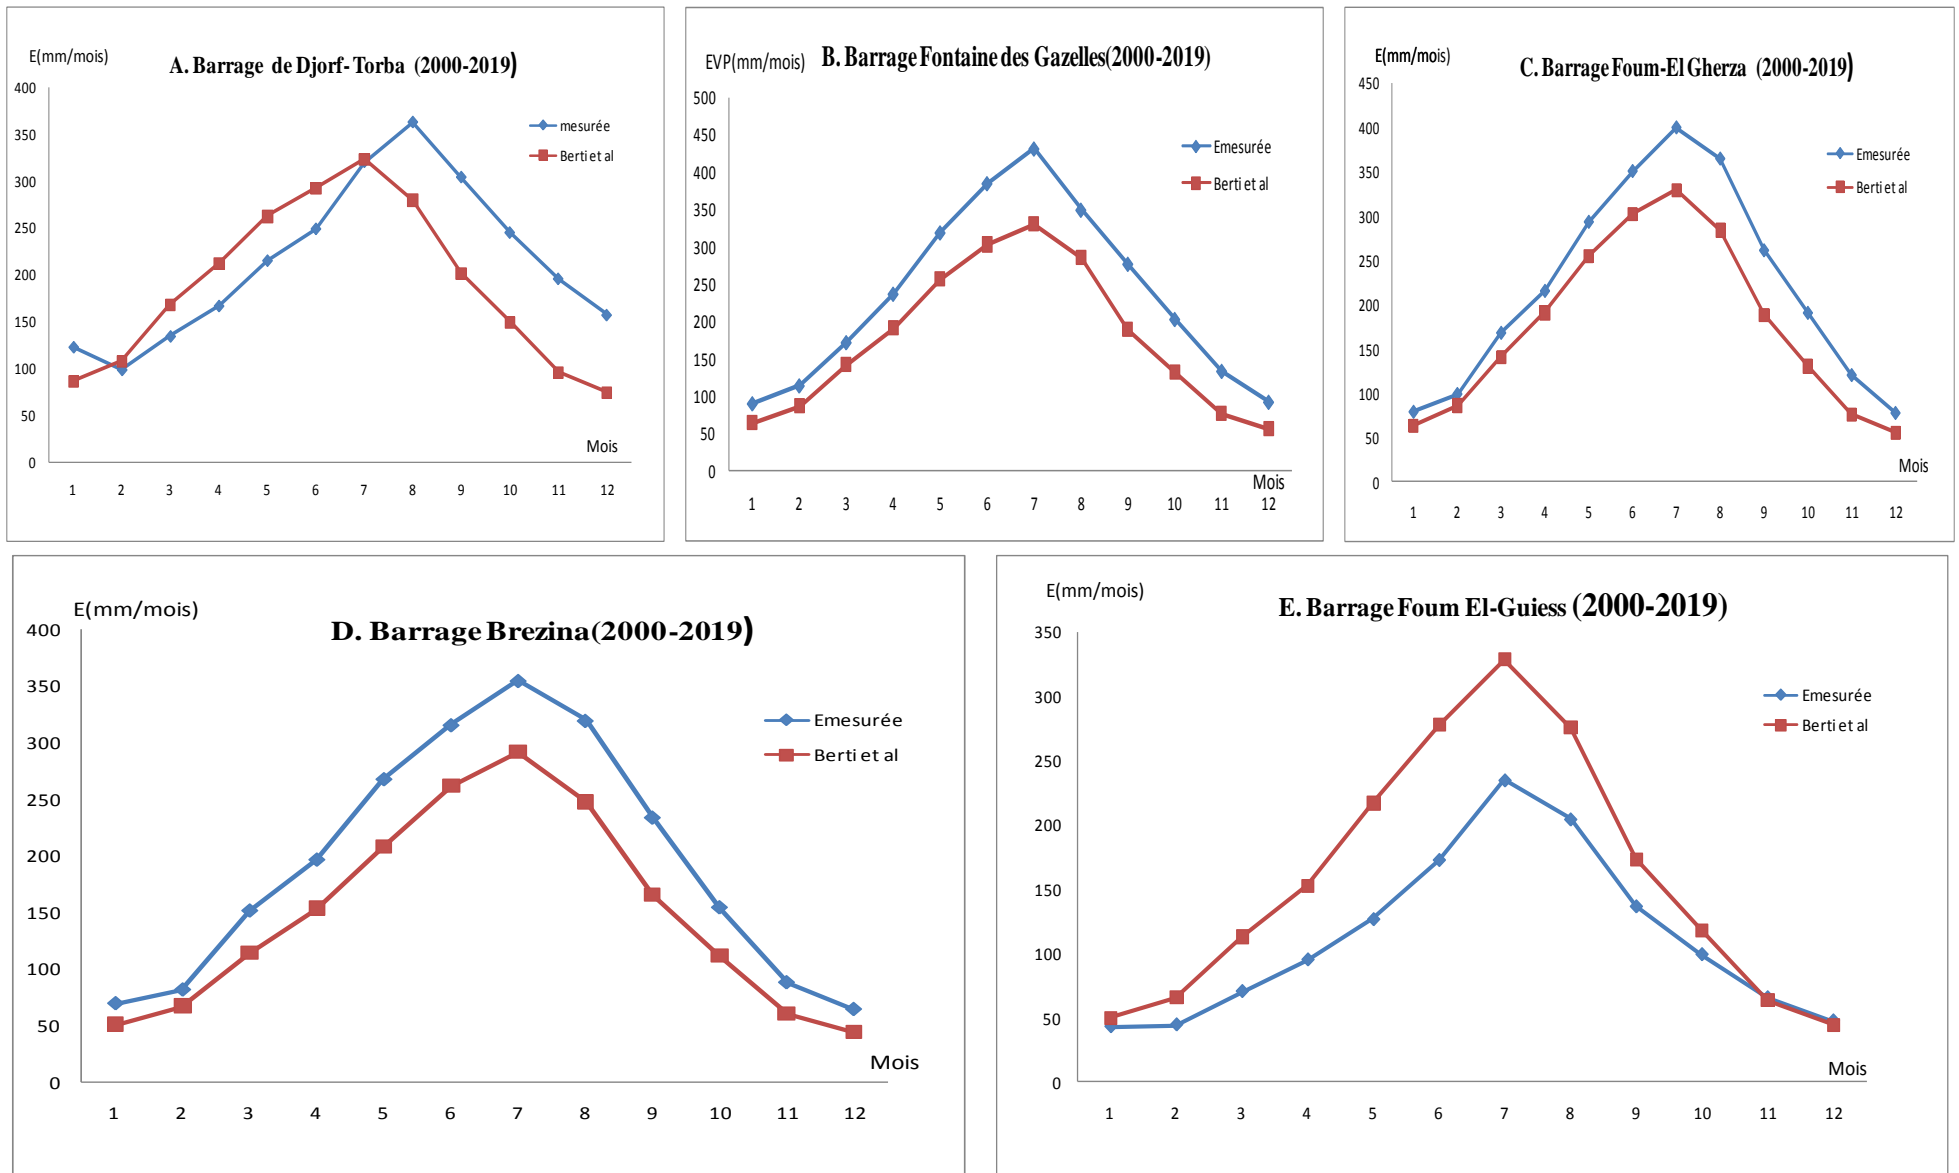 E(mm/mois)
A. Barrage de Djorf-Torba (2000-2019)
400
350
300
250
200
150
100
50
0
mesurée
Berti et al
Mois
1 2 3 4 5 6 7 8 9 10 11 12
EVP(mm/mois)
B. Barrage Fontaine des Gazelles(2000-2019)
500
450
400
350
300
250
200
150
100
50
0
Emesurée
Berti et al
Mois
1 2 3 4 5 6 7 8 9 10 11 12
E(mm/mois)
C. Barrage Foum-El Gherza (2000-2019)
450
400
350
300
250
200
150
100
50
0
Emesurée
Berti et al
Mois
1 2 3 4 5 6 7 8 9 10 11 12
E(mm/mois)
D. Barrage Brezina(2000-2019)
400
350
300
250
200
150
100
50
0
Emesurée
Berti et al
Mois
1 2 3 4 5 6 7 8 9 10 11 12
E(mm/mois)
E. Barrage Foum El-Guiess (2000-2019)
350
300
250
200
150
100
50
0
Emesurée
Berti et al
Mois
1 2 3 4 5 6 7 8 9 10 11 12